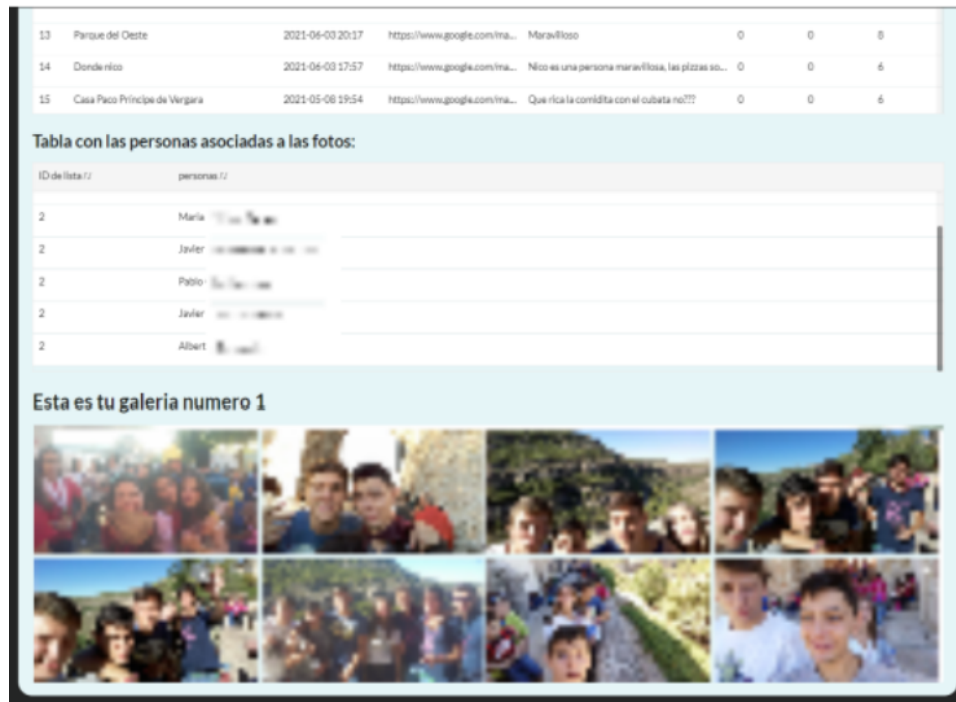 13 Parque del Oeste 2021-06-03 20:17 https://www.google.com/ma... Maravilloso 0 0 8
14 Donde nico 2021-06-03 17:57 https://www.google.com/ma... Nico es una persona maravillosa, las pizzas so... 0 0 6
15 Casa Paco Príncipe de Vergara 2021-05-08 19:54 https://www.google.com/ma... Que rica la comidita con el cubata no??? 0 0 6
Tabla con las personas asociadas a las fotos:
ID de lista personas
2 Maria
2 Javier
2 Pablo
2 Javier
2 Albert
Esta es tu galeria numero 1